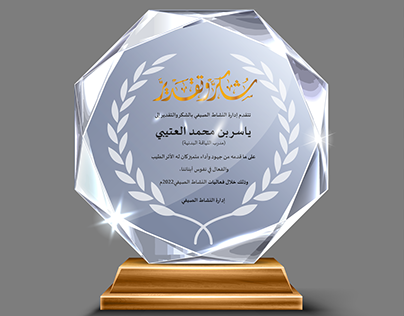 شكر وتقدير
تتقدم إدارة النشاط الصيفي بالشكر والتقدير إلى
ياسر بن محمد العتيبي
(مدرب اللياقة البدنية)
على ما قدمه من جهود وأداء متميز كان له الأثر الطيب
والفعال في نفوس أبنائنا.
وذلك خلال فعاليات النشاط الصيفي 2022م
إدارة النشاط الصيفي